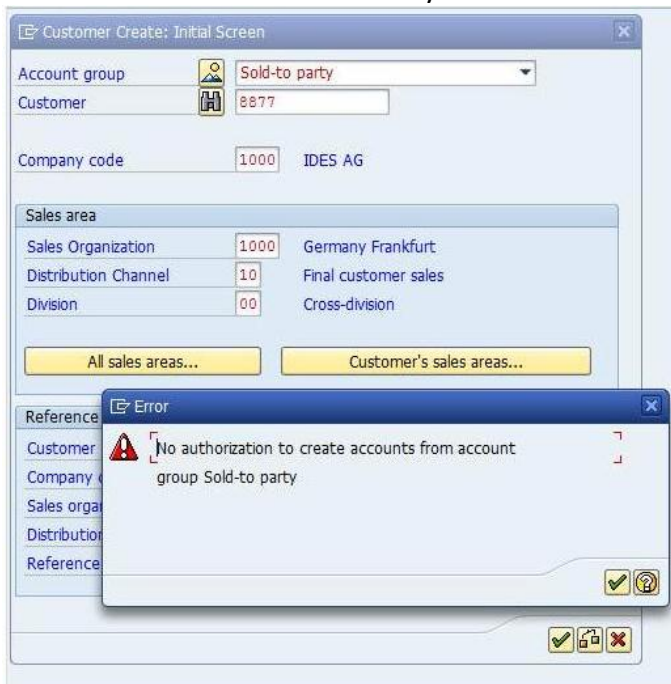 Customer Create: Initial Screen
Account group Sold-to party
Customer 8877
Company code 1000 IDES AG
Sales area
Sales Organization 1000 Germany Frankfurt
Distribution Channel 10 Final customer sales
Division 00 Cross-division
All sales areas... Customer's sales areas...
Reference
Error
Customer
No authorization to create accounts from account
Company
group Sold-to party
Sales
Distribution
Reference